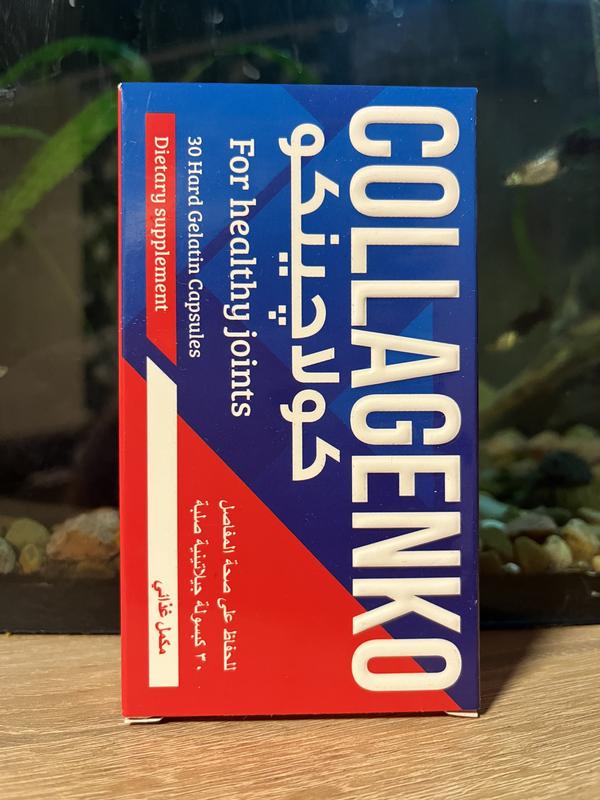 COLLAGENKO
كولاچينكو
For healthy joints
للحفاظ على صحة المفاصل
30 Hard Gelatin Capsules
٣٠ كبسولة جيلاتينية صلبة
Dietary supplement
مكمل غذائي